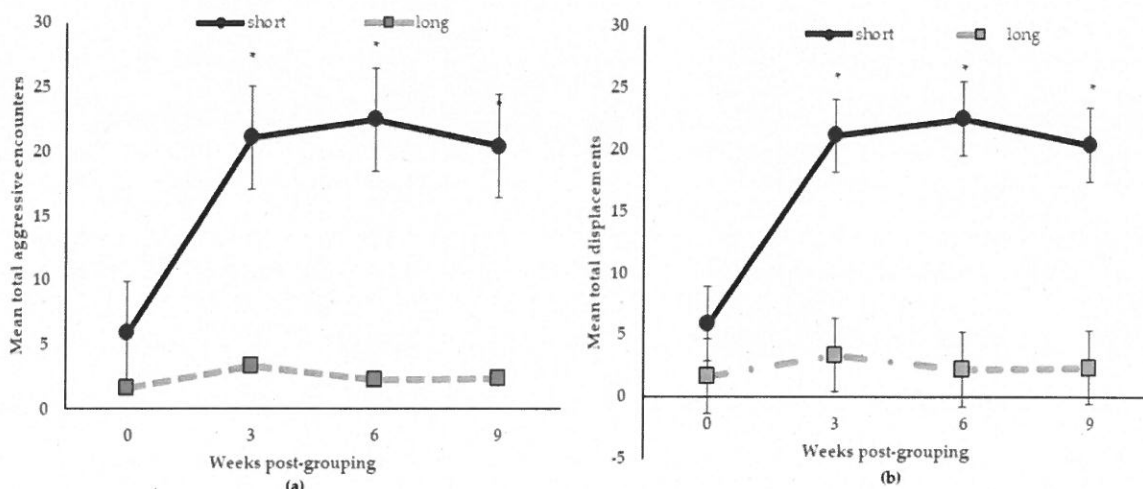 30
short
long
25
20
15
10
5
0
0 3 6 9
Mean total aggressive encounters
Weeks post-grouping
(a)
30
short
long
25
20
15
10
5
0
-5
0 3 6 9
Mean total displacements
Weeks post-grouping
(b)